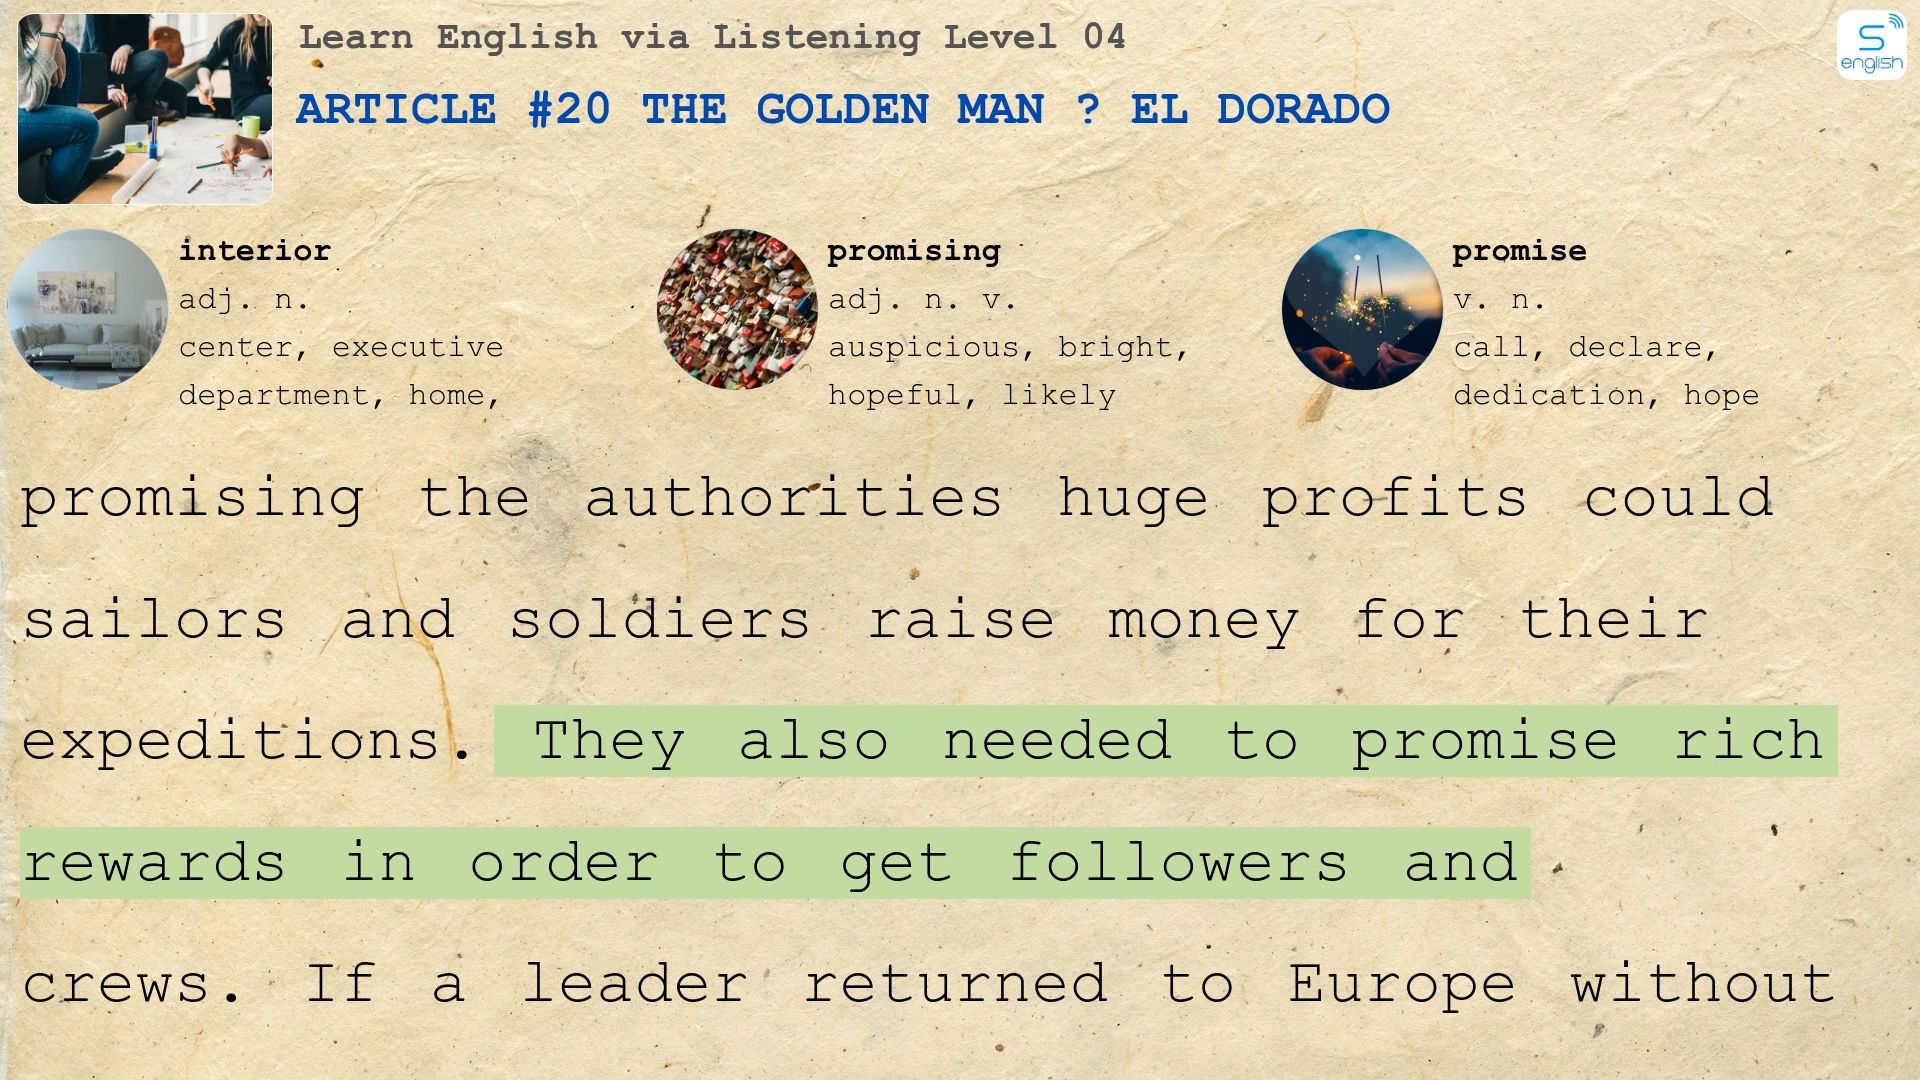 Learn English via Listening Level 04
ARTICLE #20 THE GOLDEN MAN ? EL DORADO
S
english
interior
adj. n.
center, executive
department, home,
promising
adj. n. v.
auspicious, bright,
hopeful, likely
promise
v. n.
call, declare,
dedication, hope
promising the authorities huge profits could
sailors and soldiers raise money for their
expeditions. They also needed to promise rich
rewards in order to get followers and
crews. If a leader returned to Europe without